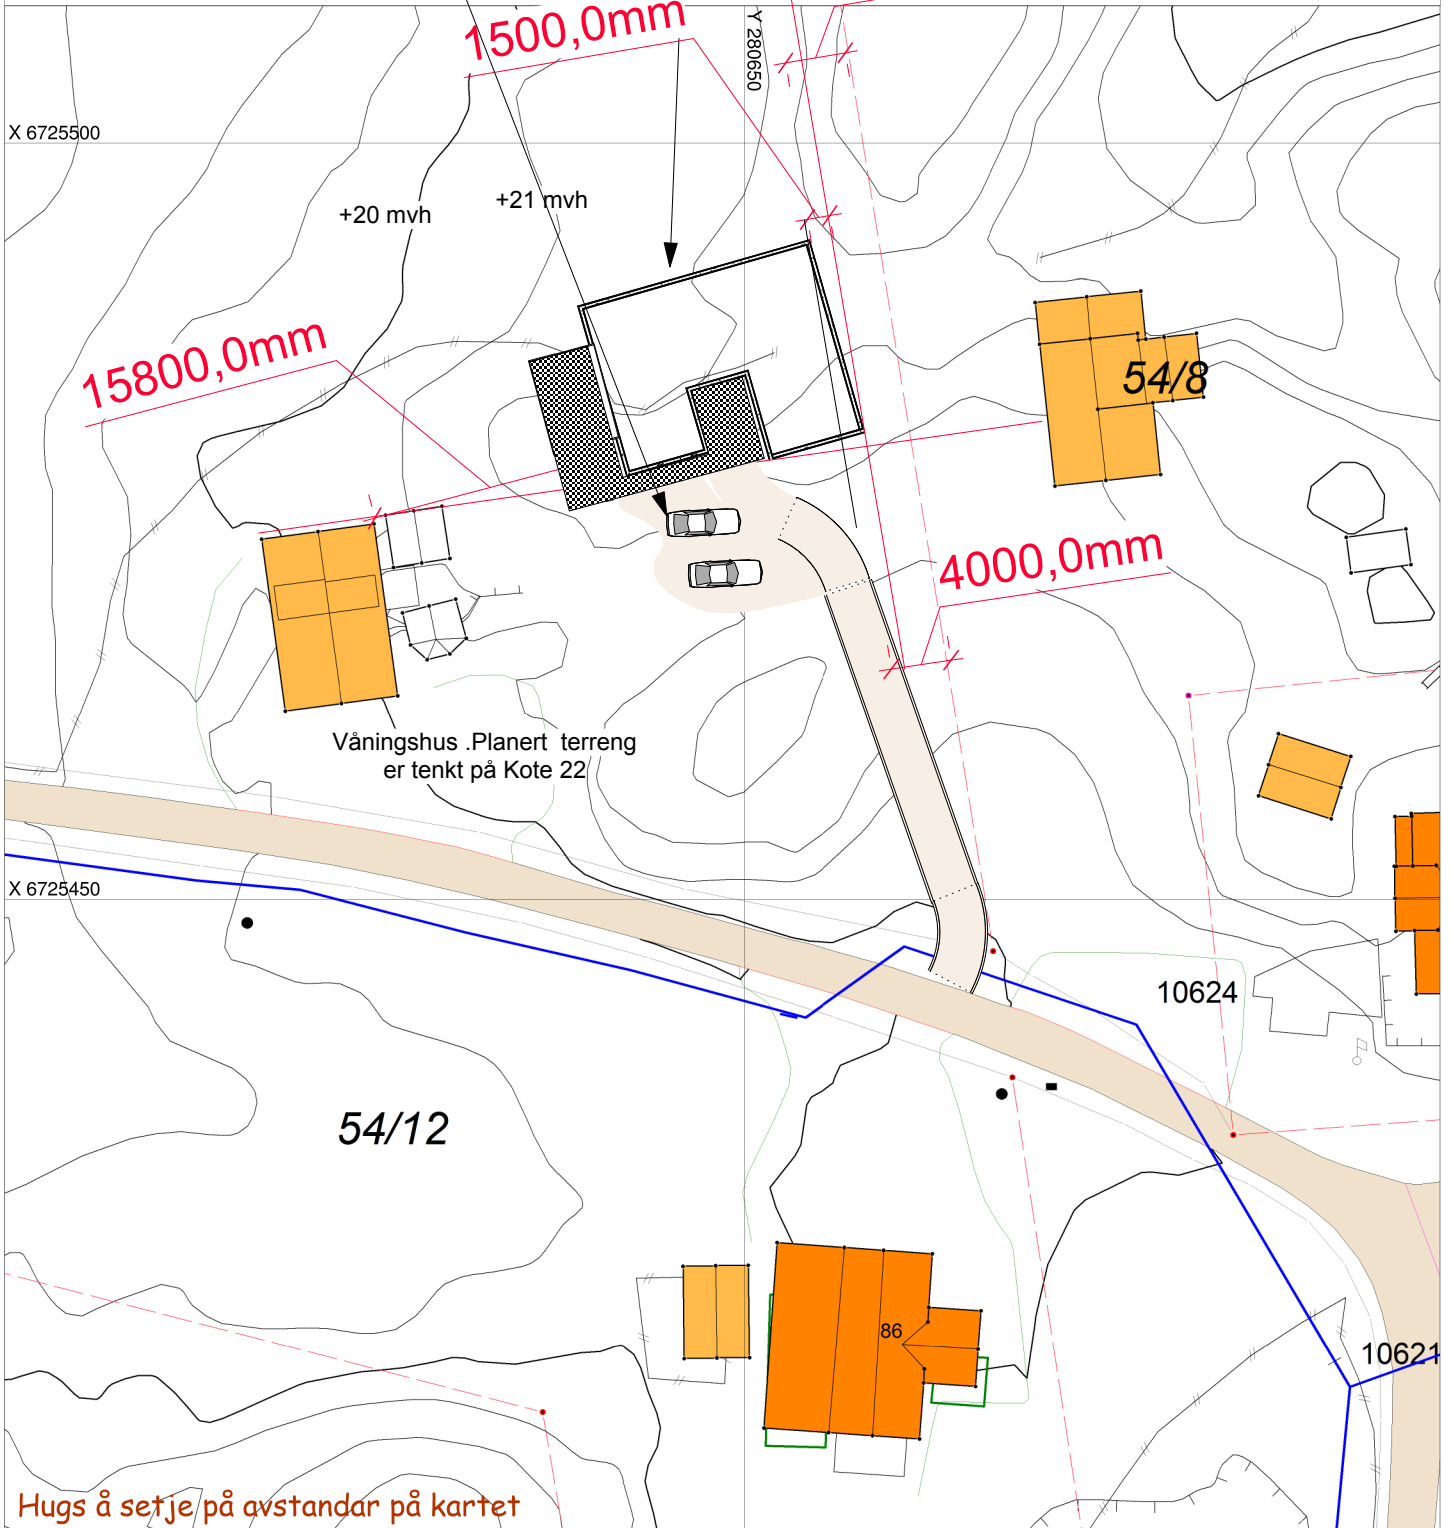 1500,0mm
Y 280650
X 6725500
+20 mvh
+21 mvh
15800,0mm
54/8
4000,0mm
Våningshus .Planert terreng
er tenkt på Kote 22
X 6725450
10624
54/12
86
10621
Hugs å setje på avstandar på kartet